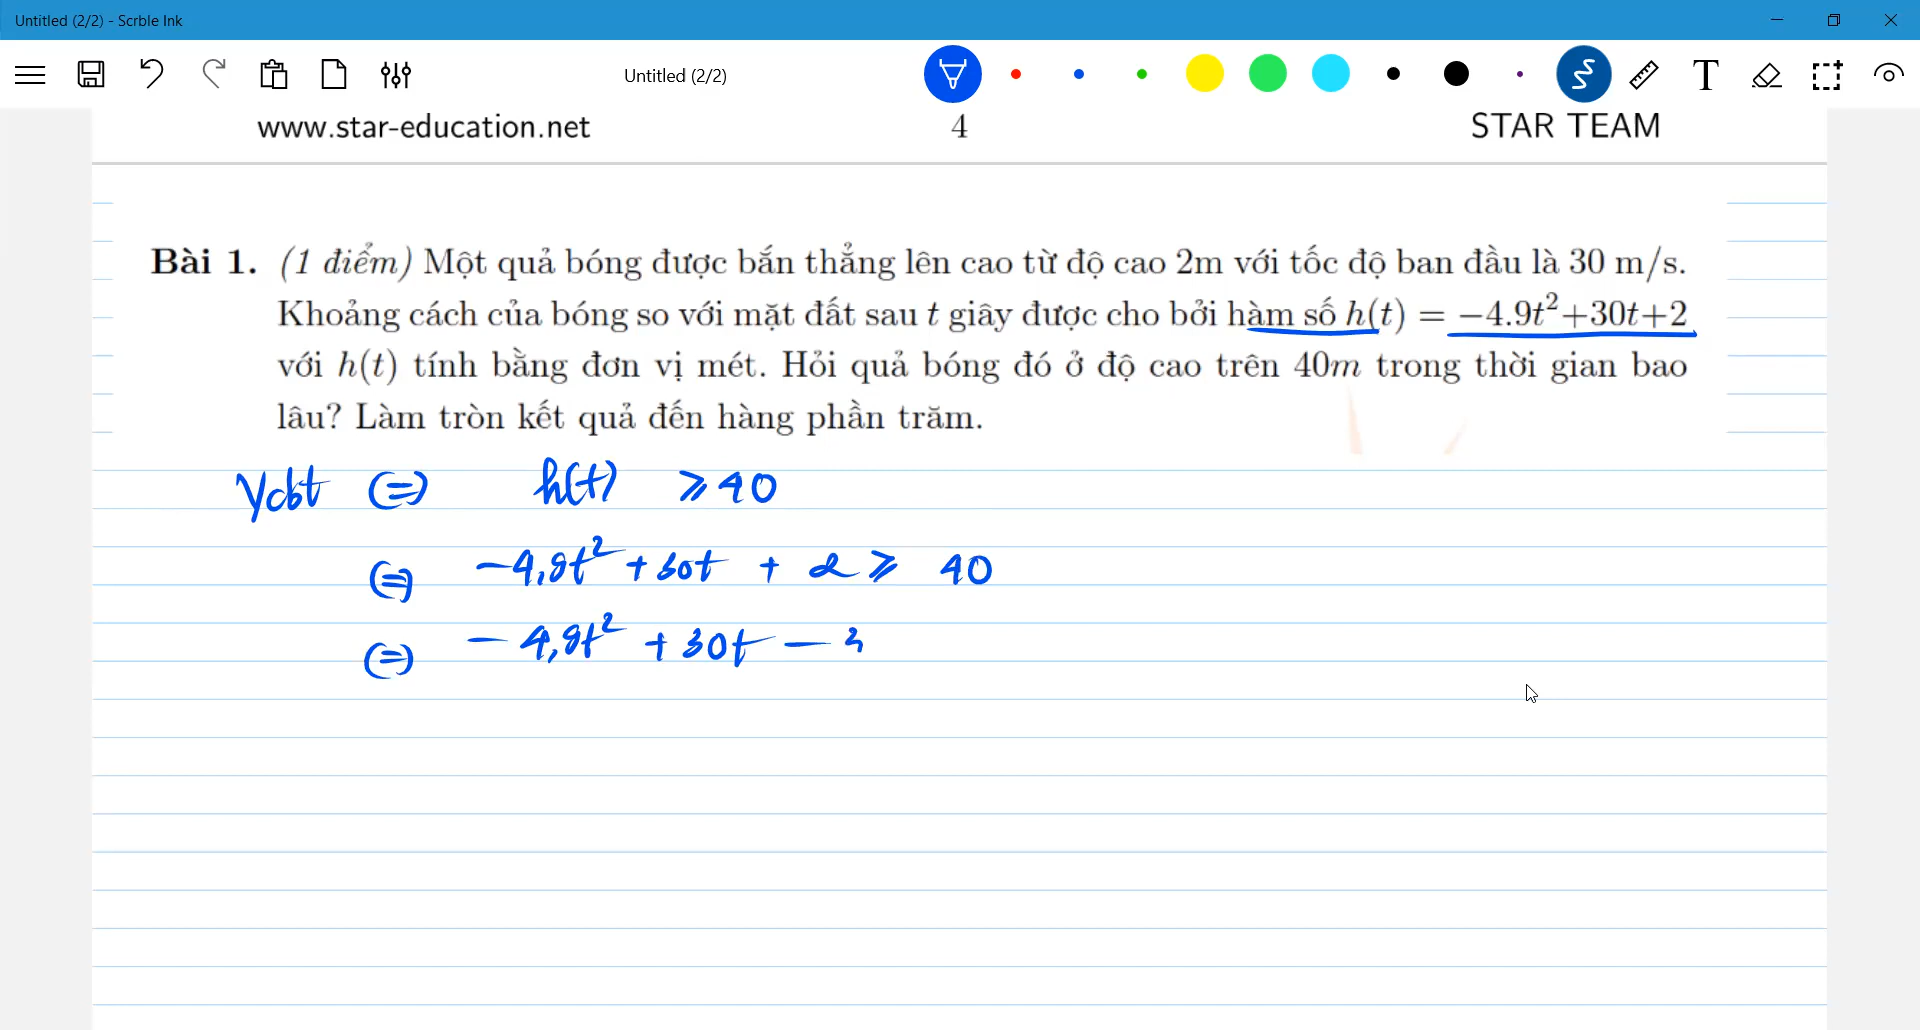 Untitled (2/2) - Scrble Ink
Untitled (2/2)
T
www.star-education.net 4 STAR TEAM
Bài 1. (1 điểm) Một quả bóng được bắn thẳng lên cao từ độ cao 2m với tốc độ ban đầu là 30 m/s.
Khoảng cách của bóng so với mặt đất sau t giây được cho bởi hàm số h(t) = −4.9t²+30t+2
với h(t) tính bằng đơn vị mét. Hỏi quả bóng đó ở độ cao trên 40m trong thời gian bao
lâu? Làm tròn kết quả đến hàng phần trăm.
Ycbt (=) h(t) ⩾ 40
(=) −4,9t² + 30t + 2 ⩾ 40
(=) − 4,9t² + 30t − 3